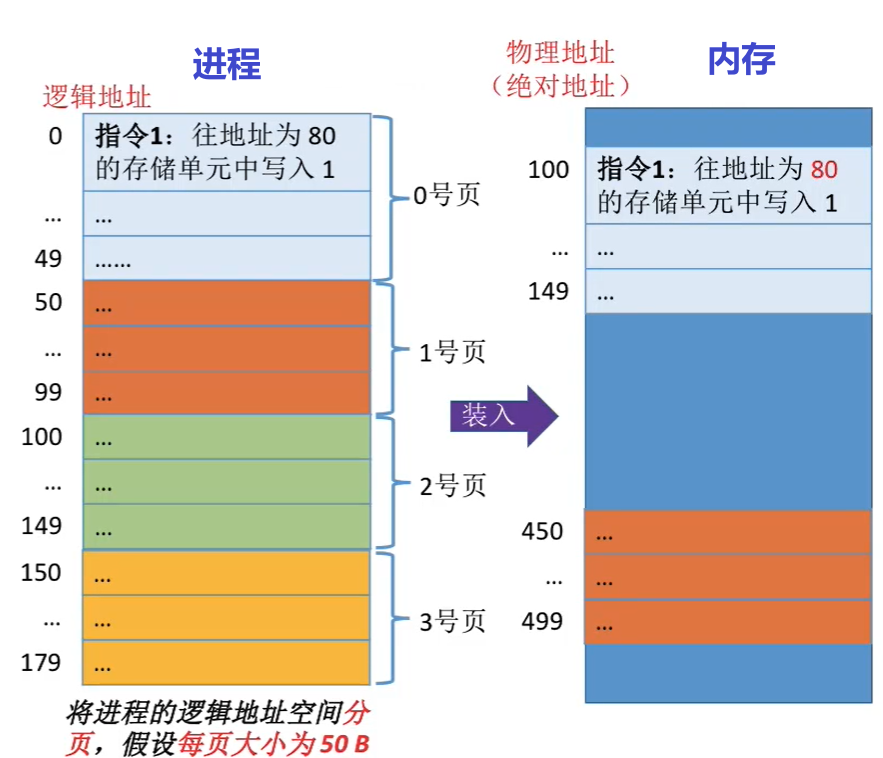 进程
逻辑地址
0
指令1：往地址为 80
的存储单元中写入 1
...
...
49
......
0号页
50
...
...
...
99
...
1号页
100
...
...
...
149
...
2号页
150
...
...
...
179
...
3号页
将进程的逻辑地址空间分
页，假设每页大小为 50 B
装入
物理地址
（绝对地址）
内存
100
指令1：往地址为 80
的存储单元中写入 1
...
...
149
...
450
...
...
...
499
...